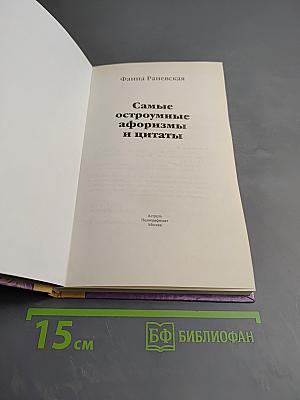 Фаина Раневская
Самые
остроумные
афоризмы
и цитаты
Астрель
Полиграфиздат
Москва
15 см
БФ БИБЛИОФАН